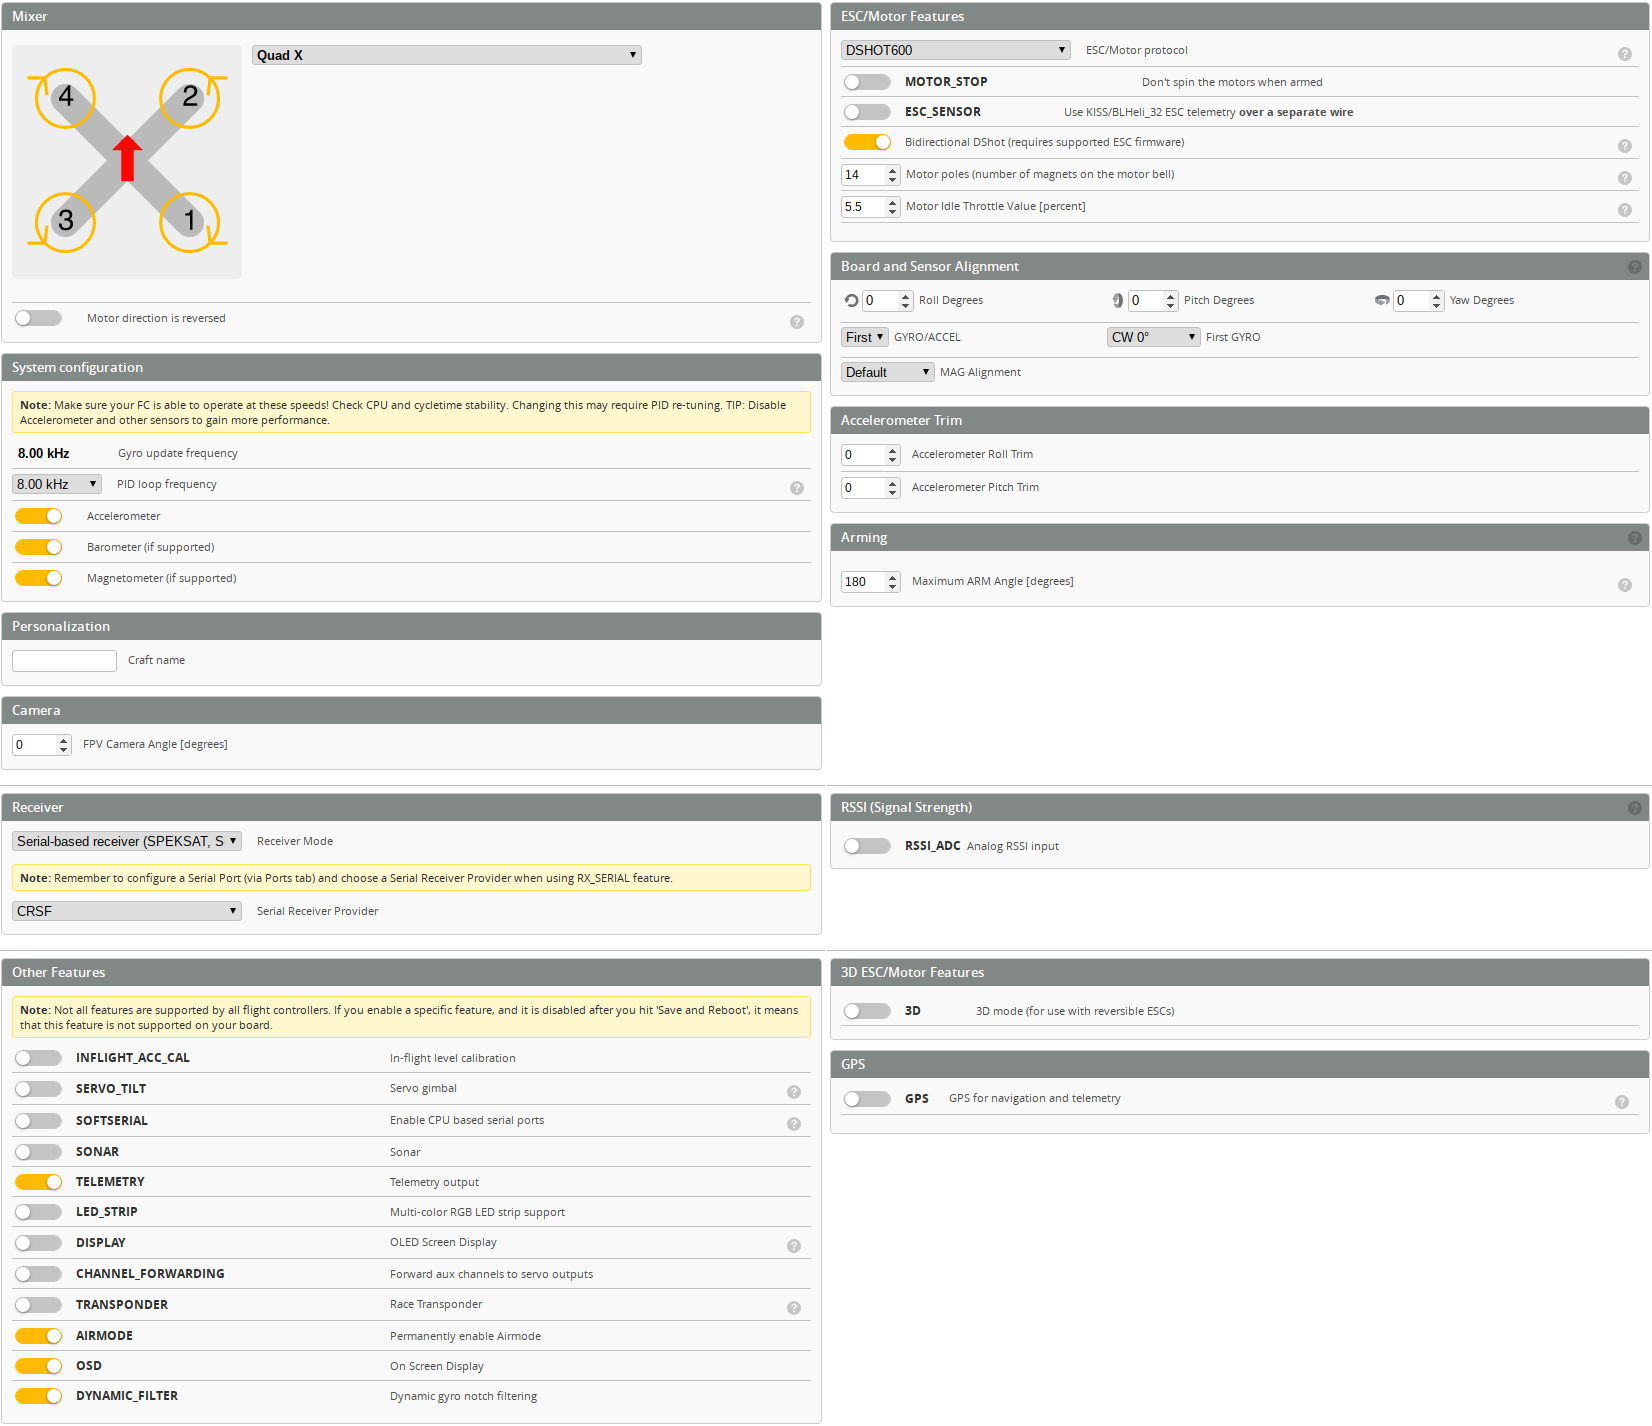 Mixer
Quad X
4
2
3
1
Motor direction is reversed
System configuration
Note: Make sure your FC is able to operate at these speeds! Check CPU and cycletime stability. Changing this may require PID re-tuning. TIP: Disable
Accelerometer and other sensors to gain more performance.
8.00 kHz Gyro update frequency
8.00 kHz PID loop frequency
Accelerometer
Barometer (if supported)
Magnetometer (if supported)
Personalization
Craft name
Camera
0 FPV Camera Angle [degrees]
ESC/Motor Features
DSHOT600 ESC/Motor protocol
MOTOR_STOP Don't spin the motors when armed
ESC_SENSOR Use KISS/BLHeli_32 ESC telemetry over a separate wire
Bidirectional DShot (requires supported ESC firmware)
14 Motor poles (number of magnets on the motor bell)
5.5 Motor Idle Throttle Value [percent]
Board and Sensor Alignment
0 Roll Degrees 0 Pitch Degrees 0 Yaw Degrees
First GYRO/ACCEL CW 0° First GYRO
Default MAG Alignment
Accelerometer Trim
0 Accelerometer Roll Trim
0 Accelerometer Pitch Trim
Arming
180 Maximum ARM Angle [degrees]
Receiver
Serial-based receiver (SPEKSAT, S Receiver Mode
Note: Remember to configure a Serial Port (via Ports tab) and choose a Serial Receiver Provider when using RX_SERIAL feature.
CRSF Serial Receiver Provider
RSSI (Signal Strength)
RSSI_ADC Analog RSSI input
Other Features
Note: Not all features are supported by all flight controllers. If you enable a specific feature, and it is disabled after you hit 'Save and Reboot', it means
that this feature is not supported on your board.
INFLIGHT_ACC_CAL In-flight level calibration
SERVO_TILT Servo gimbal
SOFTSERIAL Enable CPU based serial ports
SONAR Sonar
TELEMETRY Telemetry output
LED_STRIP Multi-color RGB LED strip support
DISPLAY OLED Screen Display
CHANNEL_FORWARDING Forward aux channels to servo outputs
TRANSPONDER Race Transponder
AIRMODE Permanently enable Airmode
OSD On Screen Display
DYNAMIC_FILTER Dynamic gyro notch filtering
3D ESC/Motor Features
3D 3D mode (for use with reversible ESCs)
GPS
GPS GPS for navigation and telemetry